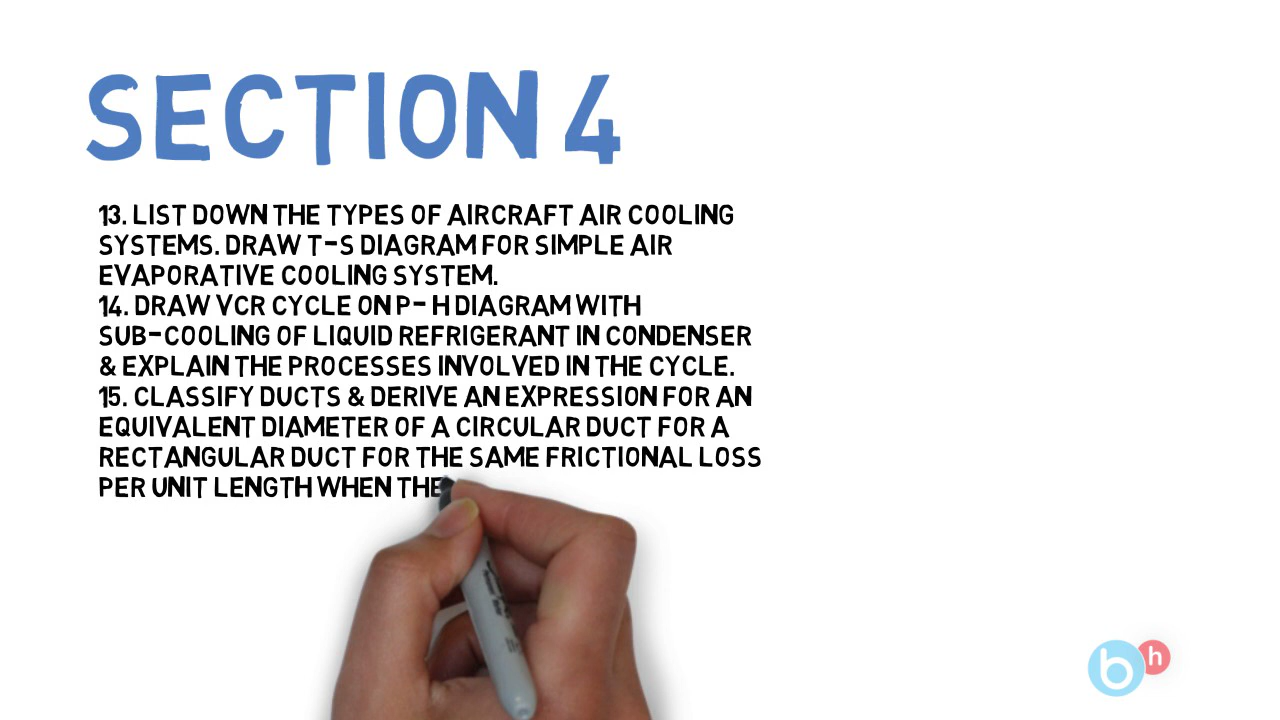 SECTION 4
13. LIST DOWN THE TYPES OF AIRCRAFT AIR COOLING
SYSTEMS. DRAW T-S DIAGRAM FOR SIMPLE AIR
EVAPORATIVE COOLING SYSTEM.
14. DRAW VCR CYCLE ON P- H DIAGRAM WITH
SUB-COOLING OF LIQUID REFRIGERANT IN CONDENSER
& EXPLAIN THE PROCESSES INVOLVED IN THE CYCLE.
15. CLASSIFY DUCTS & DERIVE AN EXPRESSION FOR AN
EQUIVALENT DIAMETER OF A CIRCULAR DUCT FOR A
RECTANGULAR DUCT FOR THE SAME FRICTIONAL LOSS
PER UNIT LENGTH WHEN THE
b h